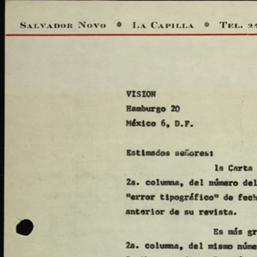 SALVADOR NOVO * LA CAPILLA * TEL. 2
VISION
Hamburgo 20
México 6, D.F.
Estimados señores:
la Carta
2a. columna, del número del
"error tipográfico" de fech
anterior de su revista.
Es más gr
2a. columna, del mismo núme